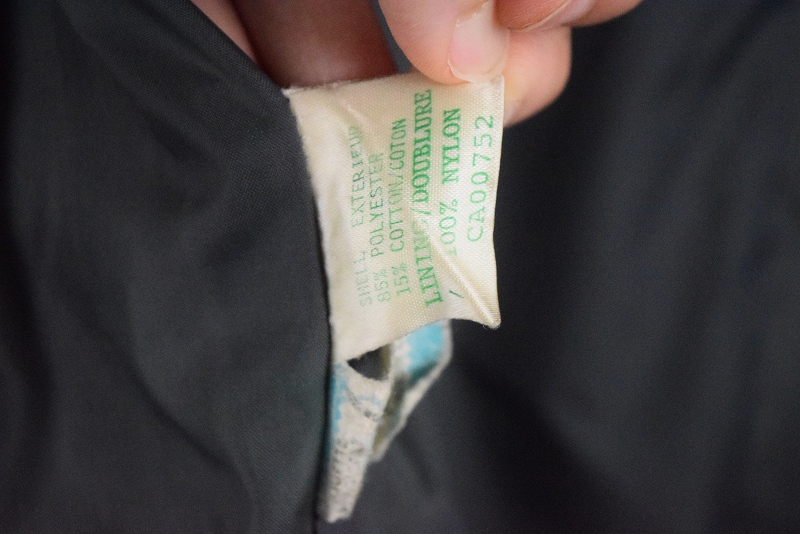 SHELL EXTERIEUR
85% POLYESTER
15% COTTON/COTON
LINING/DOUBLURE
/ 100% NYLON
CA00752